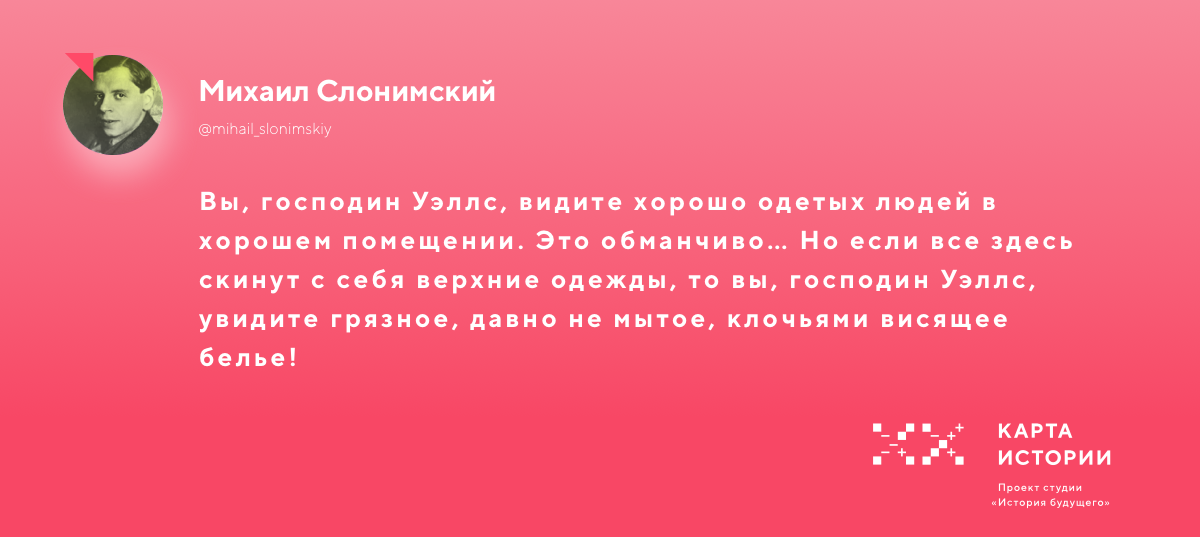 Михаил Слонимский
@mihail_slonimskiy
Вы, господин Уэллс, видите хорошо одетых людей в
хорошем помещении. Это обманчиво... Но если все здесь
скинут с себя верхние одежды, то вы, господин Уэллс,
увидите грязное, давно не мытое, клочьями висящее
белье!
КАРТА
ИСТОРИИ
Проект студии
«История будущего»